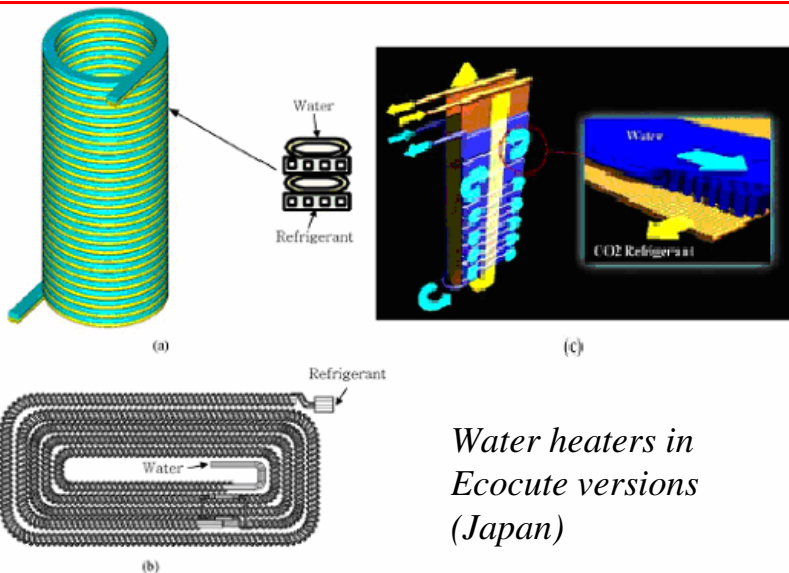 Water
Refrigerant
(a)
Water
CO2 Refrigerant
(c)
Refrigerant
Water
(b)
Water heaters in
Ecocute versions
(Japan)